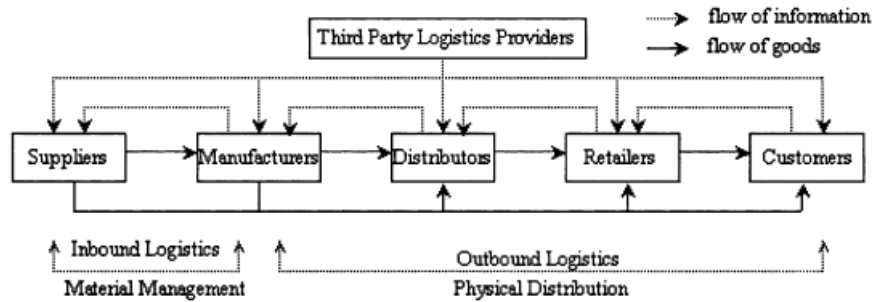 flow of information
Third Party Logistics Providers
flow of goods
Suppliers
Manufacturers
Distributors
Retailers
Customers
Inbound Logistics
Outbound Logistics
Material Management
Physical Distribution